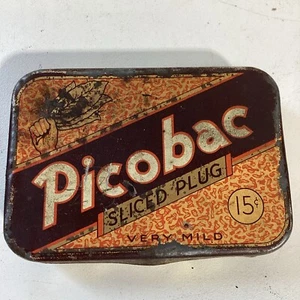 Picobac
SLICED PLUG
15¢
VERY MILD